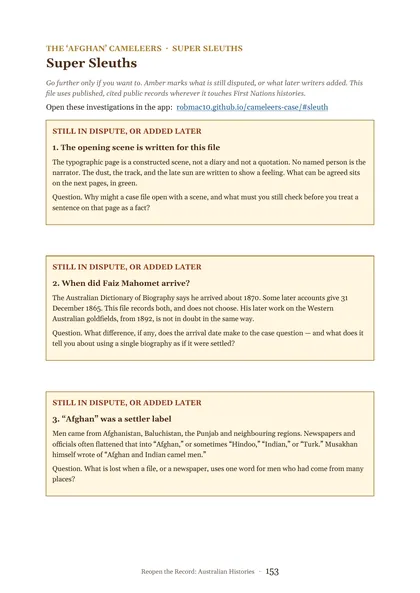 THE ‘AFGHAN’ CAMELEERS · SUPER SLEUTHS
Super Sleuths
Go further only if you want to. Amber marks what is still disputed, or what later writers added. This
file uses published, cited public records wherever it touches First Nations histories.
Open these investigations in the app: robmac10.github.io/cameleers-case/#sleuth
STILL IN DISPUTE, OR ADDED LATER
1. The opening scene is written for this file
The typographic page is a constructed scene, not a diary and not a quotation. No named person is the
narrator. The dust, the track, and the late sun are written to show a feeling. What can be agreed sits
on the next pages, in green.
Question. Why might a case file open with a scene, and what must you still check before you treat a
sentence on that page as a fact?
STILL IN DISPUTE, OR ADDED LATER
2. When did Faiz Mahomet arrive?
The Australian Dictionary of Biography says he arrived about 1870. Some later accounts give 31
December 1865. This file records both, and does not choose. His later work on the Western
Australian goldfields, from 1892, is not in doubt in the same way.
Question. What difference, if any, does the arrival date make to the case question — and what does it
tell you about using a single biography as if it were settled?
STILL IN DISPUTE, OR ADDED LATER
3. “Afghan” was a settler label
Men came from Afghanistan, Baluchistan, the Punjab and neighbouring regions. Newspapers and
officials often flattened that into “Afghan,” or sometimes “Hindoo,” “Indian,” or “Turk.” Musakhan
himself wrote of “Afghan and Indian camel men.”
Question. What is lost when a file, or a newspaper, uses one word for men who had come from many
places?
Reopen the Record: Australian Histories · 153